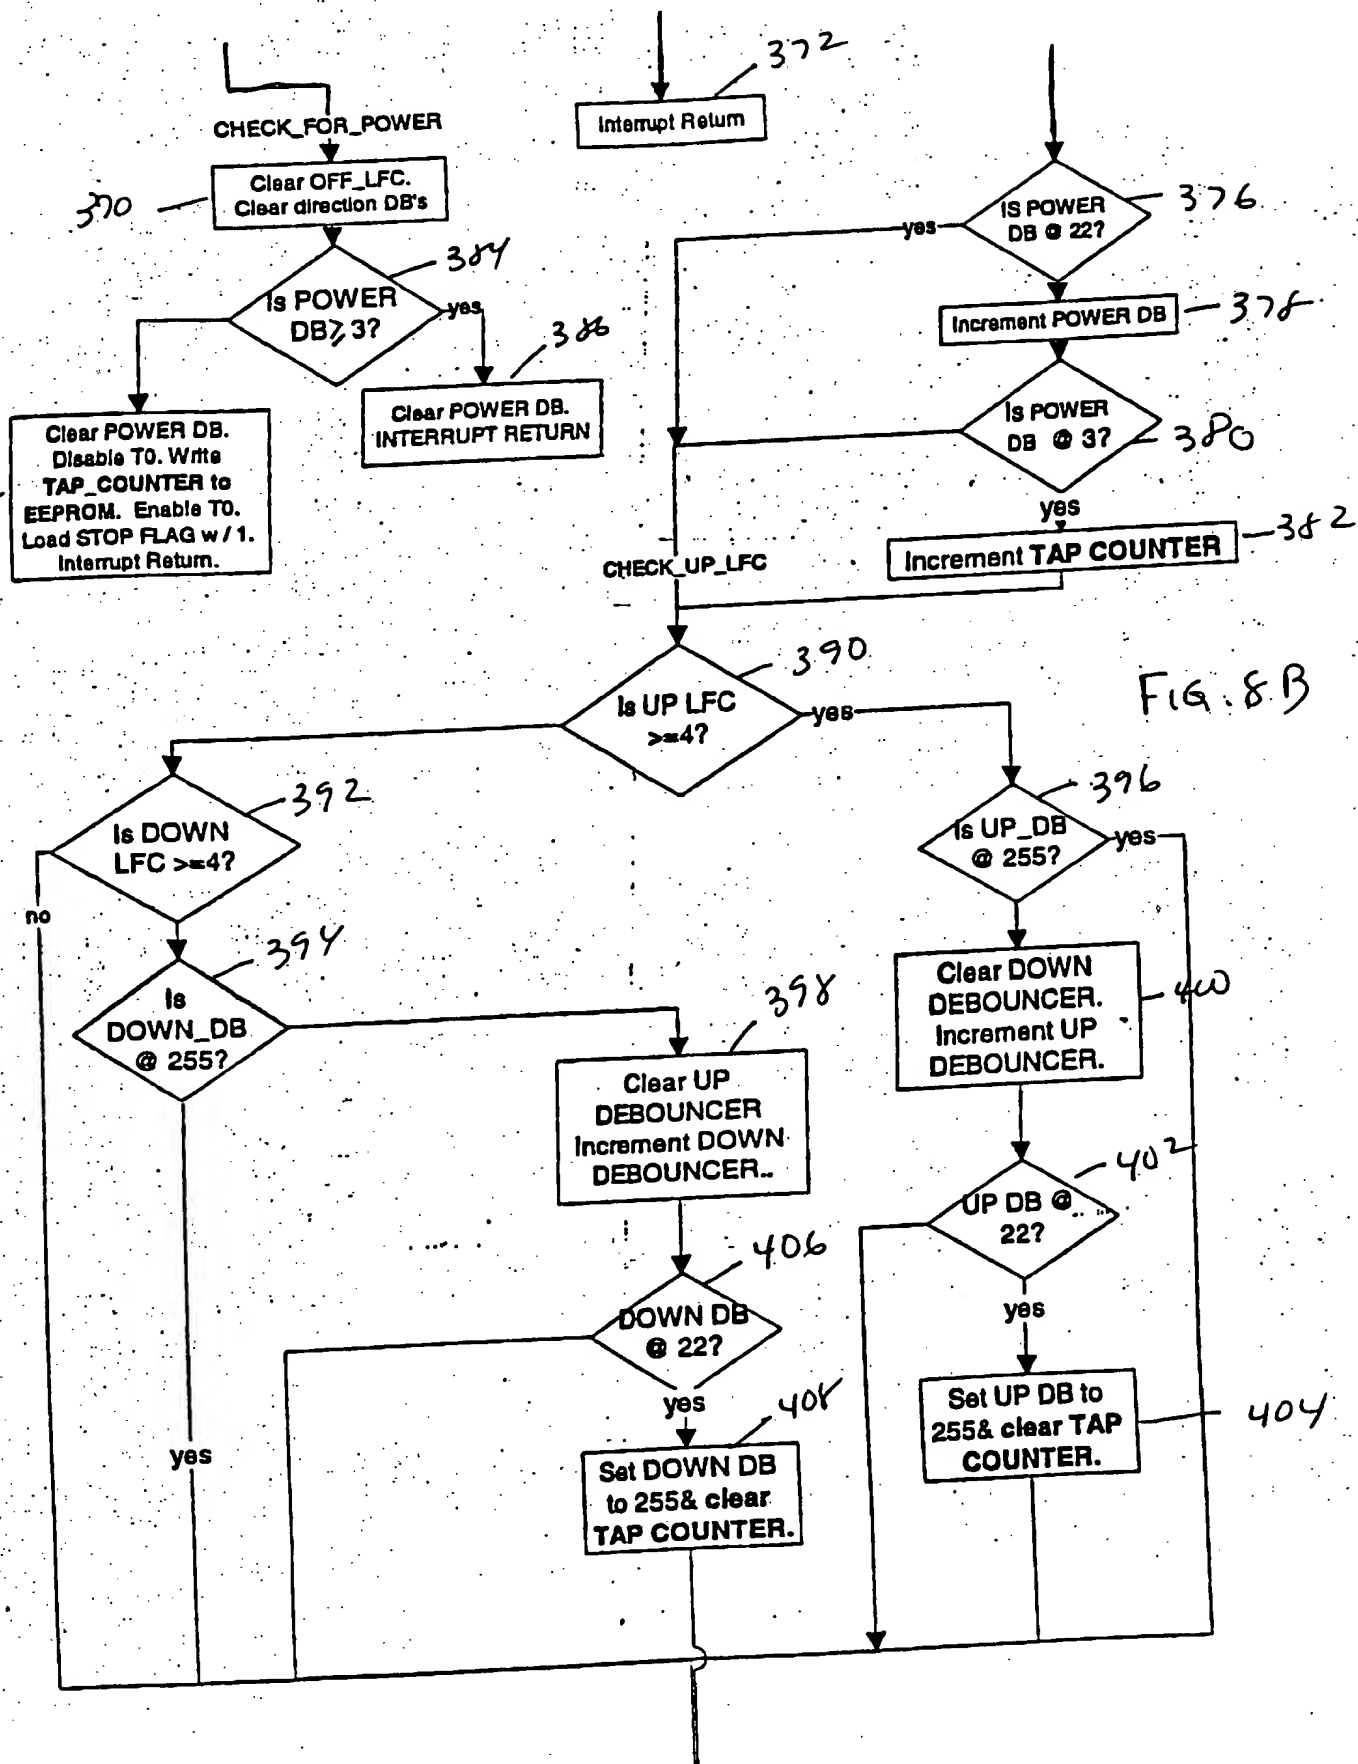 372
Interrupt Return
CHECK_FOR_POWER
370
Clear OFF_LFC.
Clear direction DB's
384
Is POWER
DB≥3?
yes
386
Clear POWER DB.
INTERRUPT RETURN
Clear POWER DB.
Disable T0. Write
TAP_COUNTER to
EEPROM. Enable T0.
Load STOP FLAG w / 1.
Interrupt Return.
376
IS POWER
DB @ 22?
yes
Increment POWER DB
378
Is POWER
DB @ 3?
380
yes
Increment TAP COUNTER
382
CHECK_UP_LFC
390
Is UP LFC
>=4?
yes
FIG. 8B
392
Is DOWN
LFC >=4?
no
394
Is
DOWN_DB
@ 255?
yes
396
Is UP_DB
@ 255?
yes
398
Clear UP
DEBOUNCER
Increment DOWN
DEBOUNCER..
400
Clear DOWN
DEBOUNCER.
Increment UP
DEBOUNCER.
402
UP DB @
22?
yes
406
DOWN DB
@ 22?
yes
408
Set DOWN DB
to 255& clear
TAP COUNTER.
Set UP DB to
255& clear TAP
COUNTER.
404